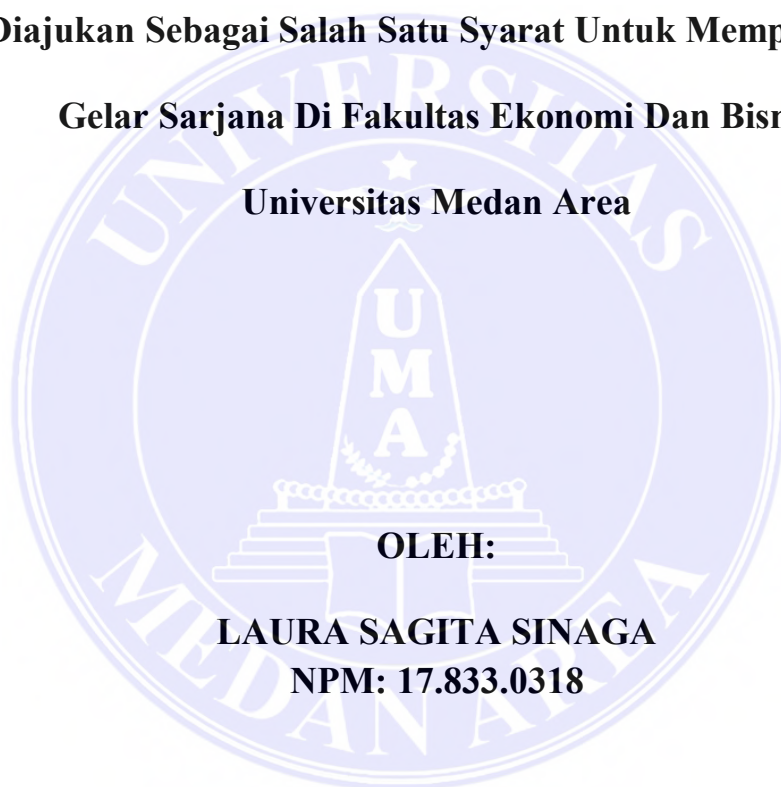 Diajukan Sebagai Salah Satu Syarat Untuk
Gelar Sarjana Di Fakultas Ekonomi Dan
Universitas Medan Area
UNIVERSITAS
UMA
OLEH:
LAURA SAGITA SINAGA
NPM: 17.833.0318
MEDAN AREA